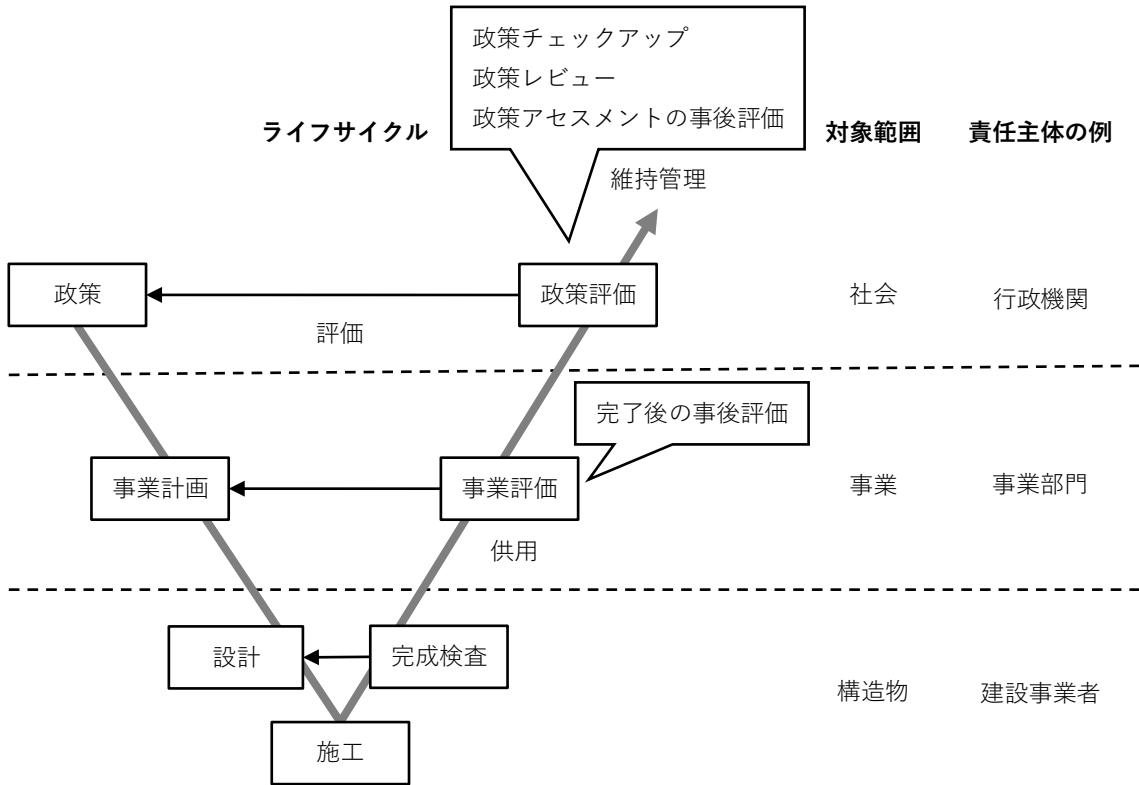 政策チェックアップ
政策レビュー
政策アセスメントの事後評価
ライフサイクル
対象範囲
責任主体の例
維持管理
政策
政策評価
社会
行政機関
評価
完了後の事後評価
事業計画
事業評価
事業
事業部門
供用
設計
完成検査
構造物
建設事業者
施工